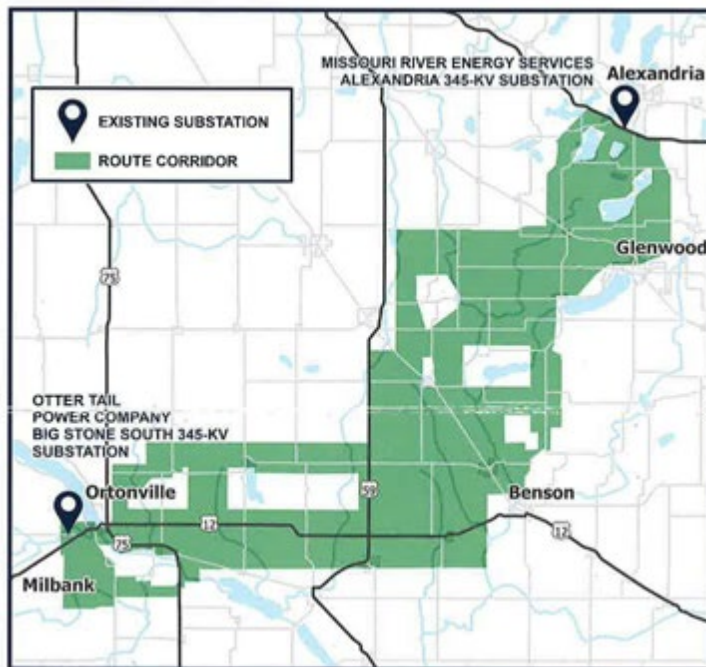 MISSOURI RIVER ENERGY SERVICES
ALEXANDRIA 345-KV SUBSTATION
Alexandria
EXISTING SUBSTATION
ROUTE CORRIDOR
Glenwood
75
OTTER TAIL
POWER COMPANY
BIG STONE SOUTH 345-KV
SUBSTATION
Ortonville
59
Benson
12
12
75
Milbank